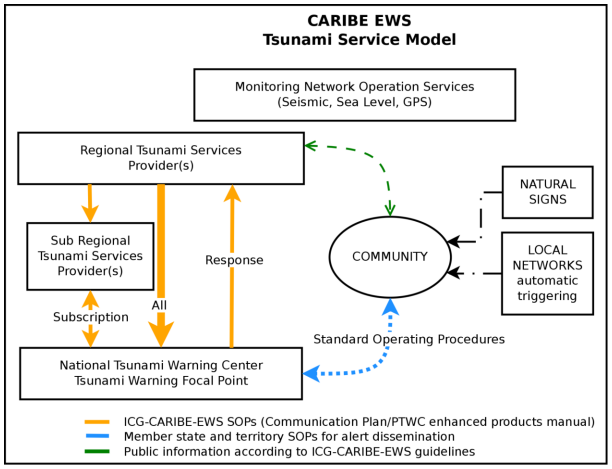 CARIBE EWS
Tsunami Service Model
Monitoring Network Operation Services
(Seismic, Sea Level, GPS)
Regional Tsunami Services
Provider(s)
NATURAL
SIGNS
Sub Regional
Tsunami Services
Provider(s)
Response
COMMUNITY
LOCAL
NETWORKS
automatic
triggering
All
Subscription
Standard Operating Procedures
National Tsunami Warning Center
Tsunami Warning Focal Point
ICG-CARIBE-EWS SOPs (Communication Plan/PTWC enhanced products manual)
Member state and territory SOPs for alert dissemination
Public information according to ICG-CARIBE-EWS guidelines